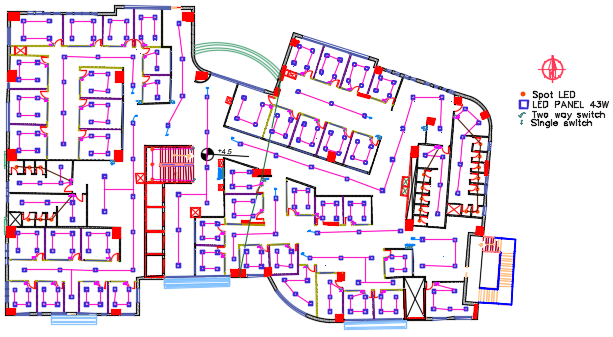 +4.5
Spot LED
LED PANEL 43W
Two way switch
Single switch